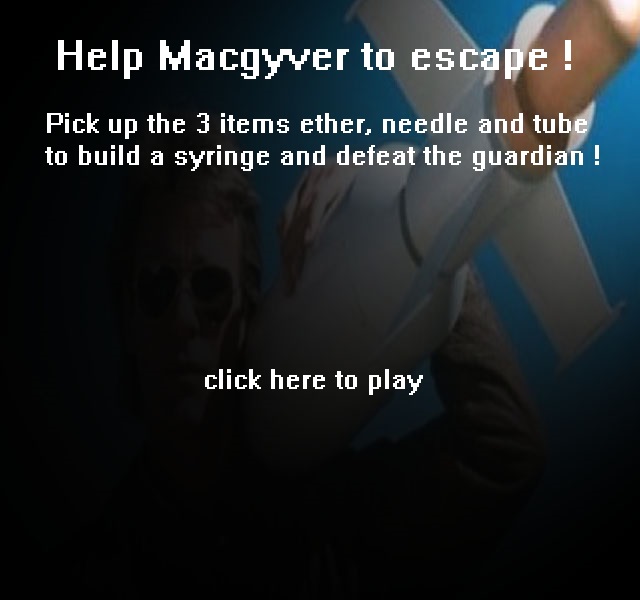 Help Macgyver to escape !
Pick up the 3 items ether, needle and tube
to build a syringe and defeat the guardian !
click here to play